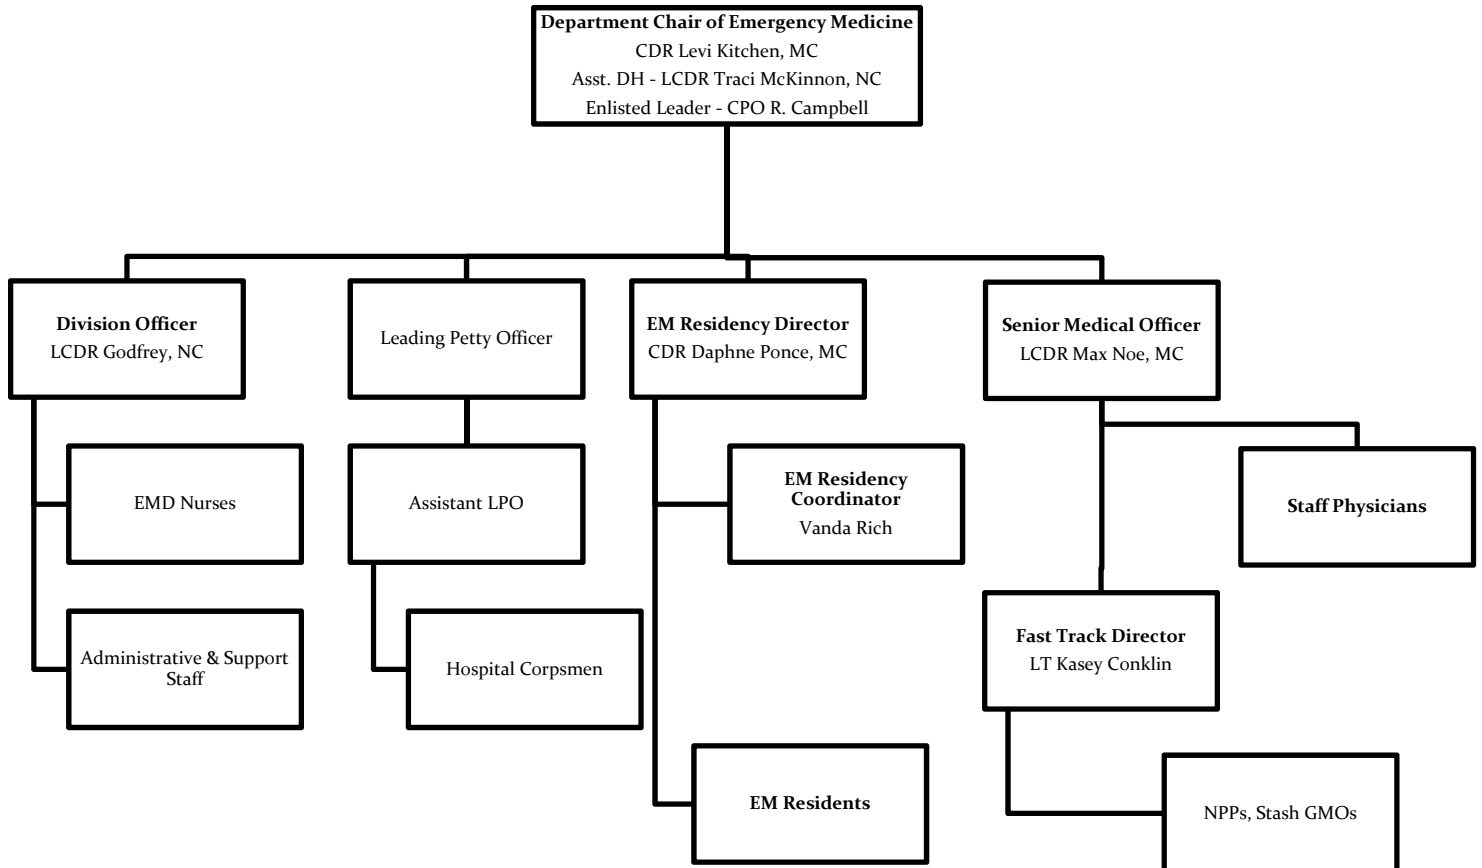 Department Chair of Emergency Medicine
CDR Levi Kitchen, MC
Asst. DH - LCDR Traci McKinnon, NC
Enlisted Leader - CPO R. Campbell
Division Officer
LCDR Godfrey, NC
Leading Petty Officer
EM Residency Director
CDR Daphne Ponce, MC
Senior Medical Officer
LCDR Max Noe, MC
EMD Nurses
Assistant LPO
EM Residency
Coordinator
Vanda Rich
Staff Physicians
Administrative & Support
Staff
Hospital Corpsmen
Fast Track Director
LT Kasey Conklin
EM Residents
NPPs, Stash GMOs